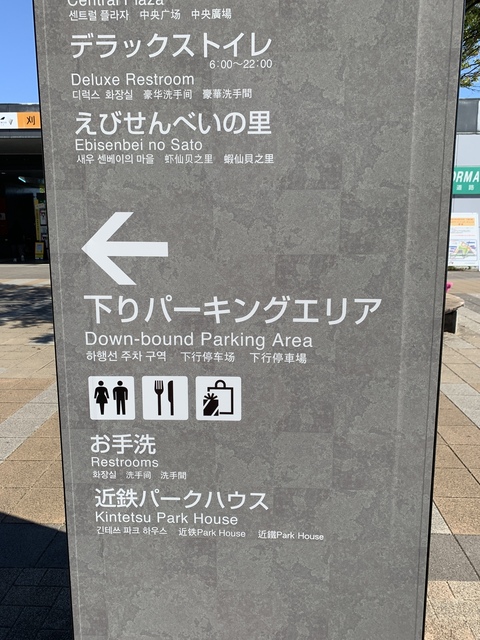 Central Plaza
센트럴 플라자 中央广场 中央廣場
デラックストイレ
6:00〜22:00
Deluxe Restroom
디럭스 화장실 豪华洗手间 豪華洗手間
えびせんべいの里
Ebisenbei no Sato
새우 센베이의 마을 虾仙贝之里 蝦仙貝之里
下りパーキングエリア
Down-bound Parking Area
하행선 주차 구역 下行停车场 下行停車場
お手洗
Restrooms
화장실 洗手间 洗手間
近鉄パークハウス
Kintetsu Park House
긴테쓰 파크 하우스 近铁Park House 近鐵Park House
刈
ORMA